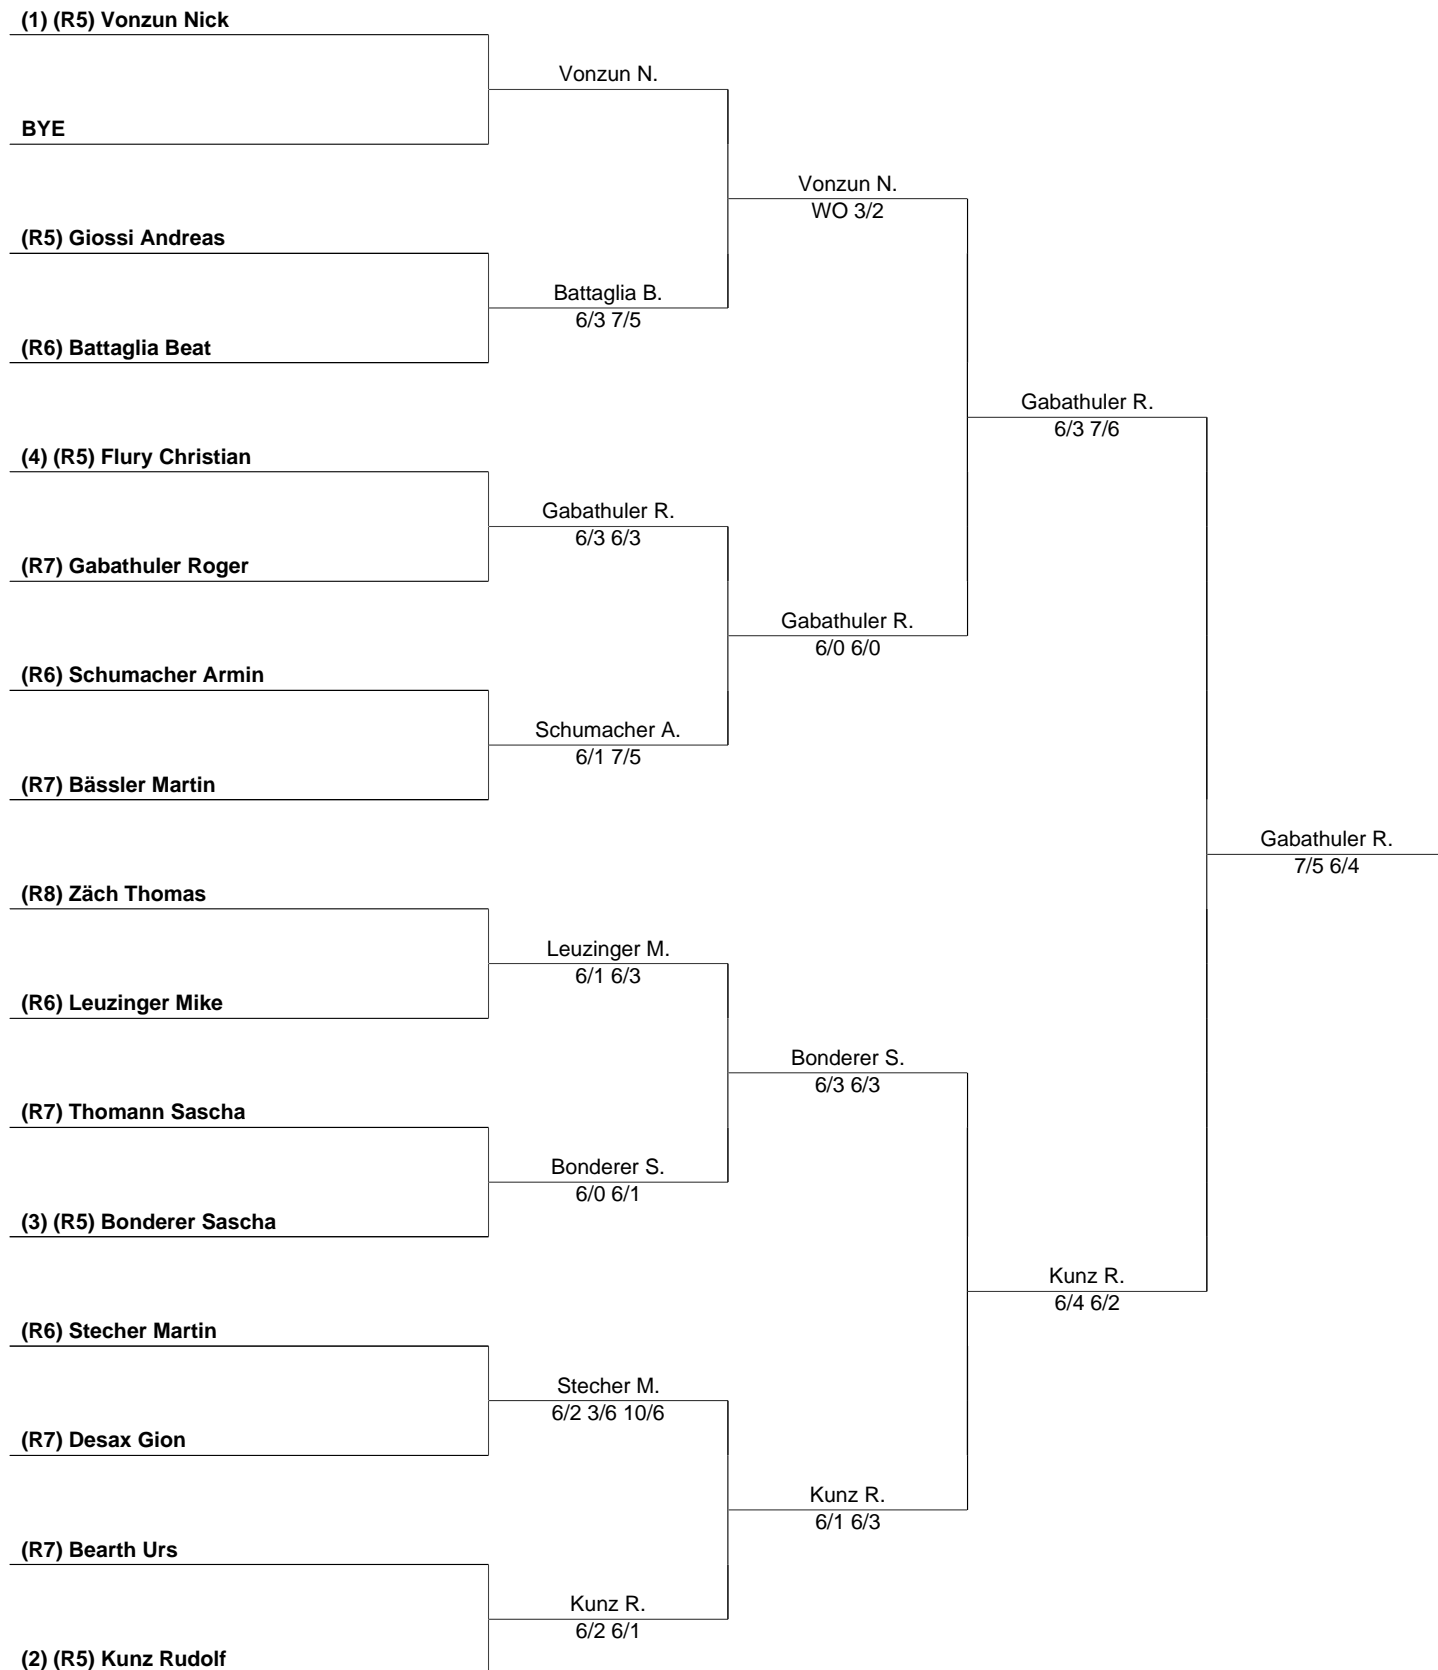 (1) (R5) Vonzun Nick
Vonzun N.
BYE
Vonzun N.
WO 3/2
(R5) Giossi Andreas
Battaglia B.
6/3 7/5
(R6) Battaglia Beat
Gabathuler R.
6/3 7/6
(4) (R5) Flury Christian
Gabathuler R.
6/3 6/3
(R7) Gabathuler Roger
Gabathuler R.
6/0 6/0
(R6) Schumacher Armin
Schumacher A.
6/1 7/5
(R7) Bässler Martin
Gabathuler R.
7/5 6/4
(R8) Zäch Thomas
Leuzinger M.
6/1 6/3
(R6) Leuzinger Mike
Bonderer S.
6/3 6/3
(R7) Thomann Sascha
Bonderer S.
6/0 6/1
(3) (R5) Bonderer Sascha
Kunz R.
6/4 6/2
(R6) Stecher Martin
Stecher M.
6/2 3/6 10/6
(R7) Desax Gion
Kunz R.
6/1 6/3
(R7) Bearth Urs
Kunz R.
6/2 6/1
(2) (R5) Kunz Rudolf